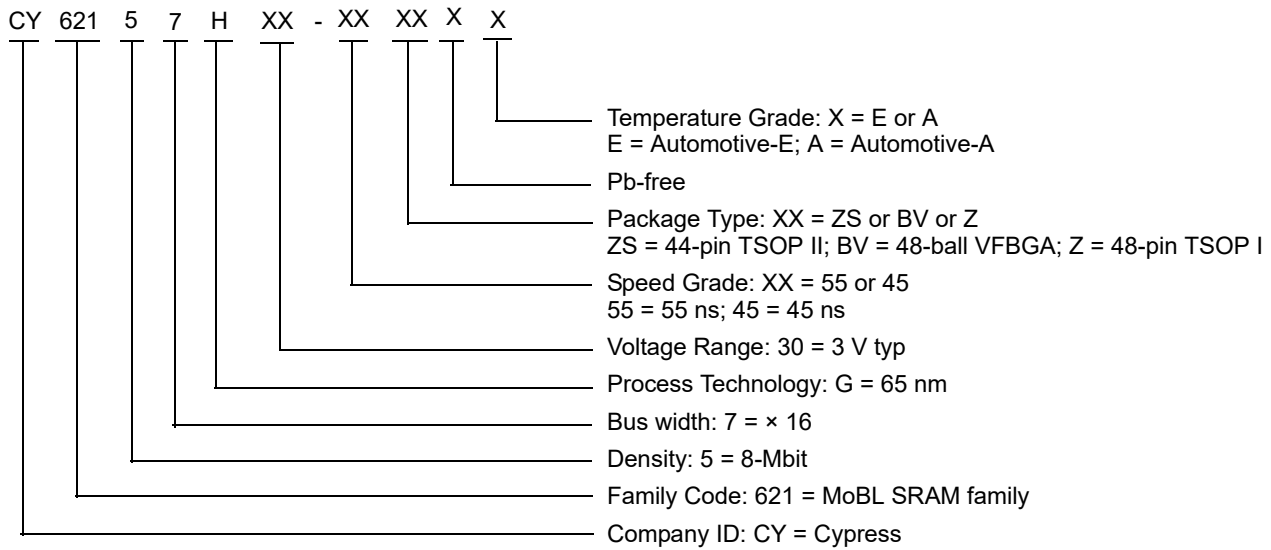 CY 621 5 7 H XX - XX XX X X
Temperature Grade: X = E or A
E = Automotive-E; A = Automotive-A
Pb-free
Package Type: XX = ZS or BV or Z
ZS = 44-pin TSOP II; BV = 48-ball VFBGA; Z = 48-pin TSOP I
Speed Grade: XX = 55 or 45
55 = 55 ns; 45 = 45 ns
Voltage Range: 30 = 3 V typ
Process Technology: G = 65 nm
Bus width: 7 = × 16
Density: 5 = 8-Mbit
Family Code: 621 = MoBL SRAM family
Company ID: CY = Cypress